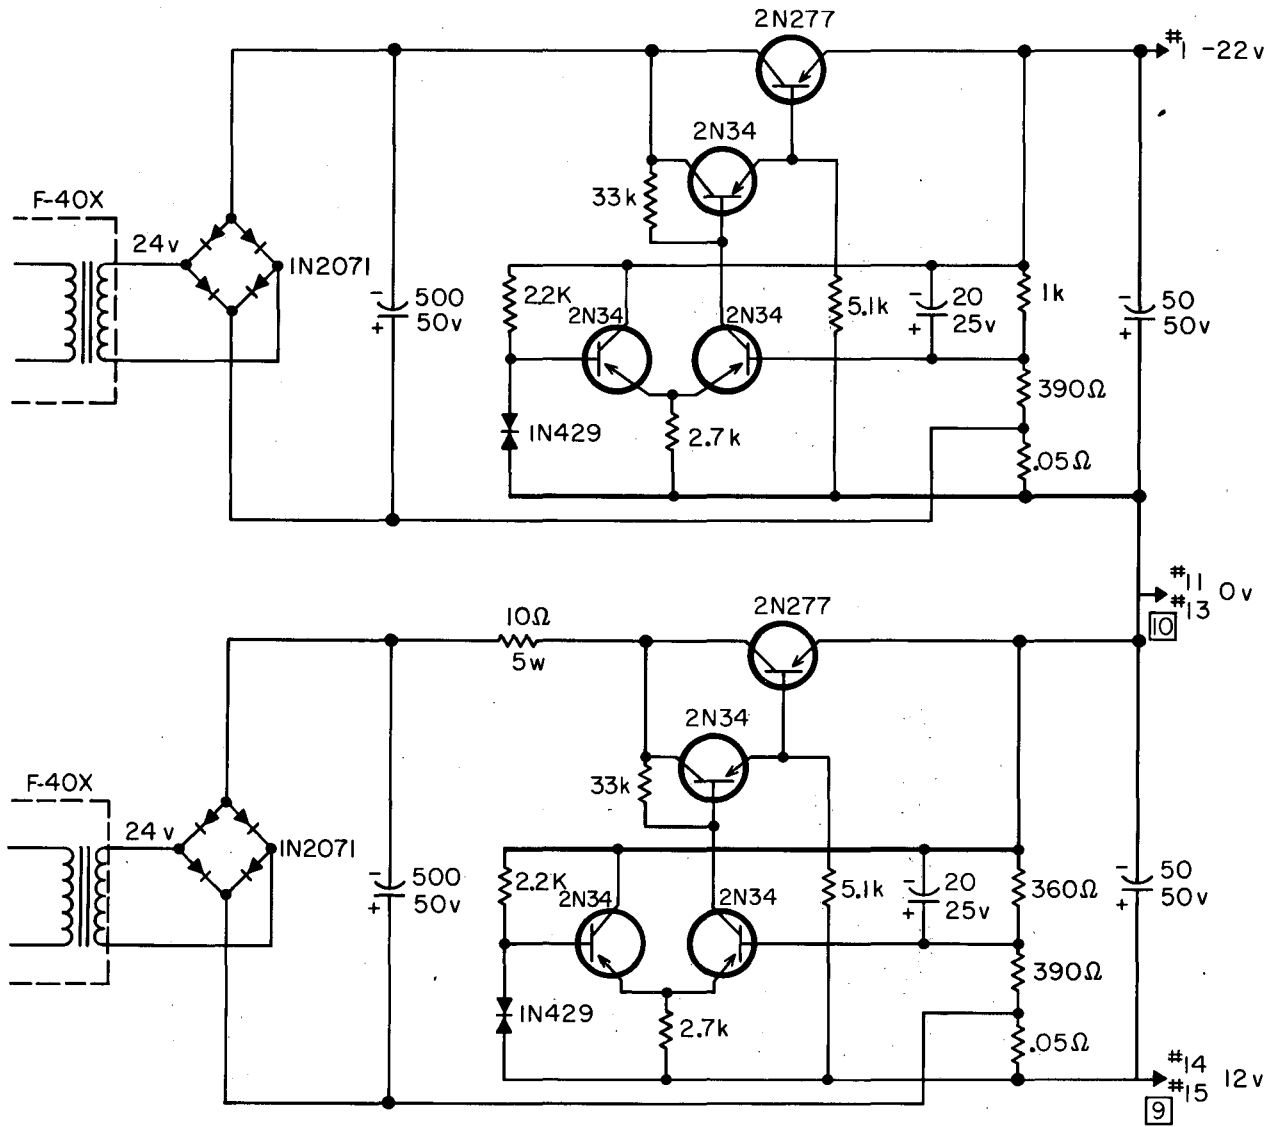 2N277
#1 -22v
2N34
F-40X
33k
24v
IN2071
500
50v
2.2K
2N34
2N34
5.1k
20
25v
1k
50
50v
390Ω
IN429
2.7k
.05Ω
#11 0v
#13
10
2N277
10Ω
5w
2N34
F-40X
33k
24v
IN2071
500
50v
2.2K
2N34
2N34
5.1k
20
25v
360Ω
50
50v
390Ω
IN429
2.7k
.05Ω
#14
#15 12v
9